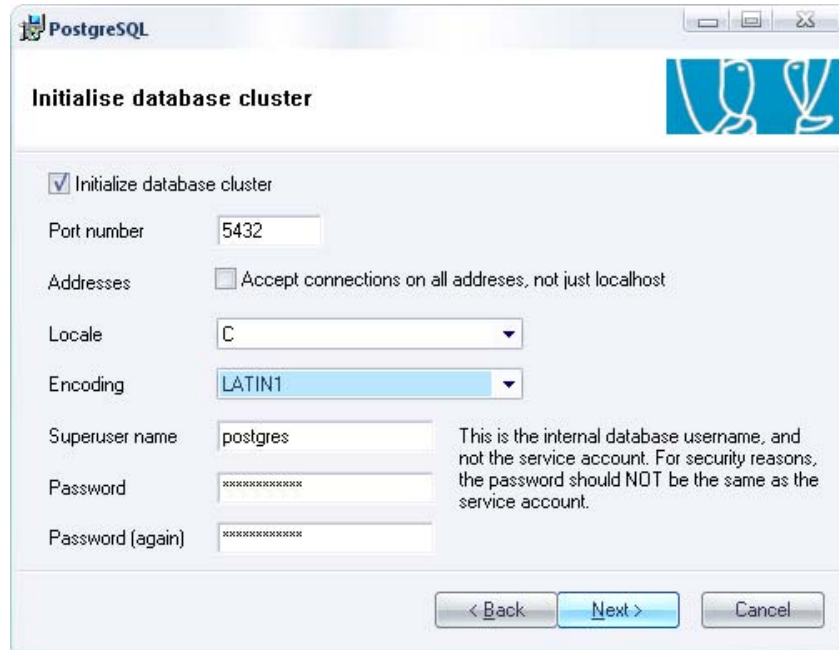 PostgreSQL
Initialise database cluster
Initialize database cluster
Port number 5432
Addresses Accept connections on all addreses, not just localhost
Locale C
Encoding LATIN1
Superuser name postgres
This is the internal database username, and
not the service account. For security reasons,
the password should NOT be the same as the
service account.
Password ************
Password (again) ************
< Back Next > Cancel